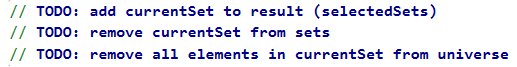 // TODO: add currentSet to result (selectedSets)
// TODO: remove currentSet from sets
// TODO: remove all elements in currentSet from universe